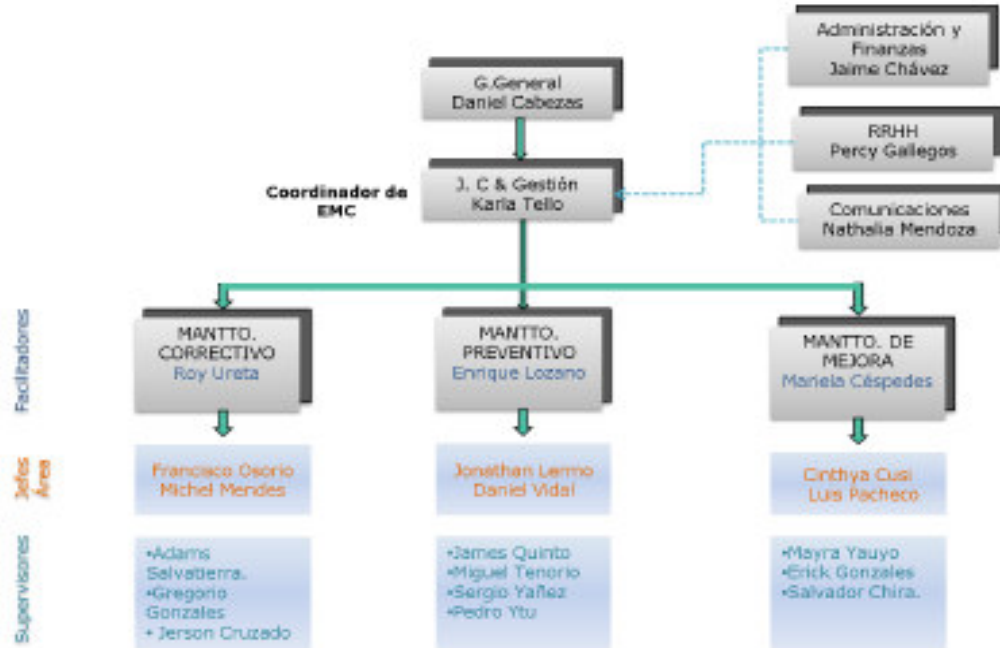 Administración y
Finanzas
Jaime Chávez
G.General
Daniel Cabezas
RRHH
Percy Gallegos
J. C & Gestión
Karla Tello
Coordinador de
EMC
Comunicaciones
Nathalia Mendoza
Facilitadores
MANTTO.
CORRECTIVO
Roy Ureta
MANTTO.
PREVENTIVO
Enrique Lozano
MANTTO. DE
MEJORA
Mariela Céspedes
Jefes
Área
Francisco Osorio
Michel Mendes
Jonathan Lermo
Daniel Vidal
Cinthya Cusi
Luis Pacheco
Supervisores
•Adams
Salvatierra.
•Gregorio
Gonzales
• Jerson Cruzado
•James Quinto
•Miguel Tenorio
•Sergio Yañez
•Pedro Ytu
•Mayra Yauyo
•Erick Gonzales
•Salvador Chira.